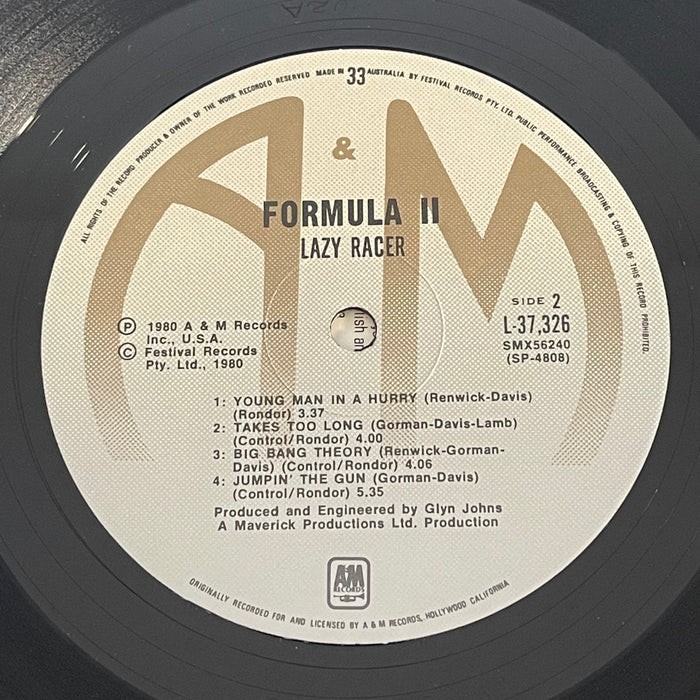 ALL RIGHTS OF THE RECORD PRODUCER & OWNER OF THE WORK RECORDED RESERVED MADE IN 33 AUSTRALIA BY FESTIVAL RECORDS PTY. LTD. PUBLIC PERFORMANCE BROADCASTING & COPYING OF THIS RECORD PROHIBITED.
A & M
FORMULA II
LAZY RACER
SIDE 2
L-37,326
SMX56240
(SP-4808)
Ⓟ 1980 A & M Records
Inc., U.S.A.
Ⓒ Festival Records
Pty. Ltd., 1980
lish an
1: YOUNG MAN IN A HURRY (Renwick-Davis)
(Rondor) 3.37
2: TAKES TOO LONG (Gorman-Davis-Lamb)
(Control/Rondor) 4.00
3: BIG BANG THEORY (Renwick-Gorman-
Davis) (Control/Rondor) 4.06
4: JUMPIN' THE GUN (Gorman-Davis)
(Control/Rondor) 5.35
Produced and Engineered by Glyn Johns
A Maverick Productions Ltd. Production
A&M
RECORDS
ORIGINALLY RECORDED FOR AND LICENSED BY A & M RECORDS, HOLLYWOOD CALIFORNIA